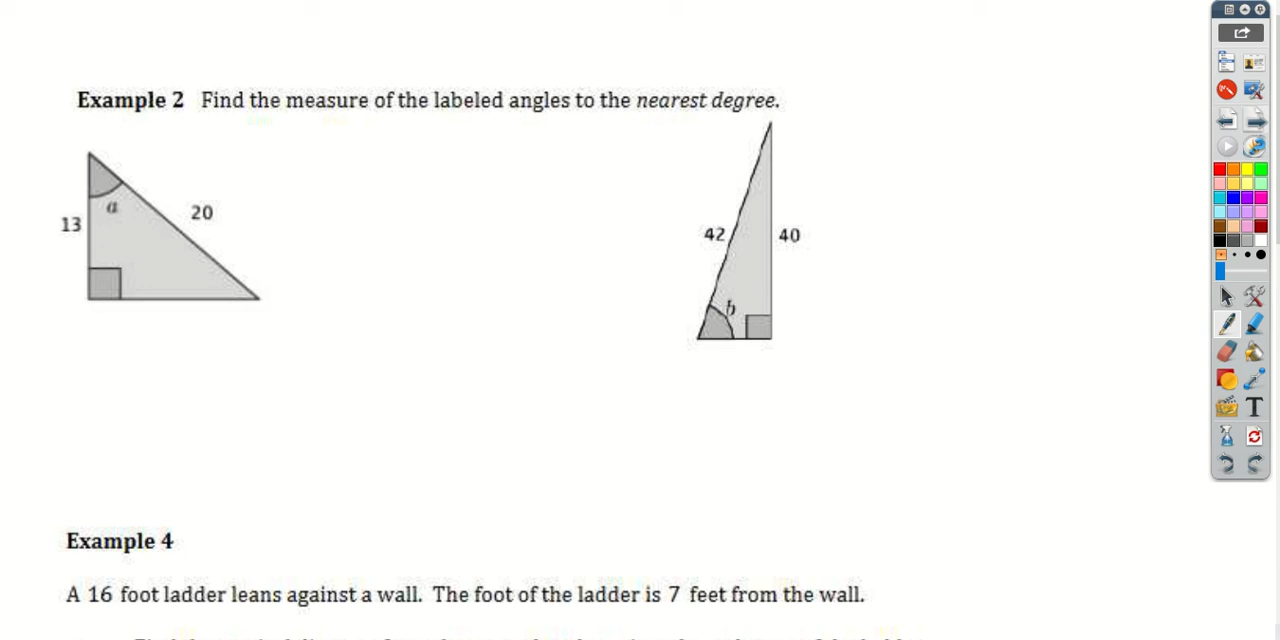 Example 2 Find the measure of the labeled angles to the nearest degree.
13
a
20
42
40
b
Example 4
A 16 foot ladder leans against a wall. The foot of the ladder is 7 feet from the wall.
T